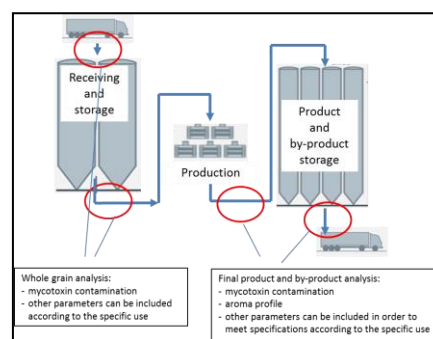 Receiving
and
storage
Production
Product
and
by-product
storage
Whole grain analysis:
- mycotoxin contamination
- other parameters can be included
according to the specific use
Final product and by-product analysis:
- mycotoxin contamination
- aroma profile
- other parameters can be included in order to
meet specifications according to the specific use